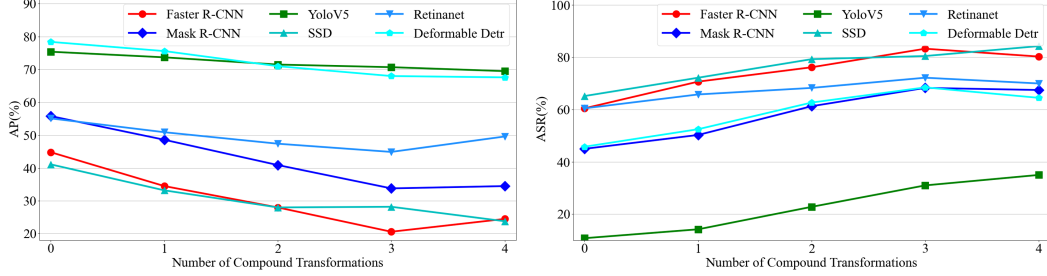 90
80
70
60
50
40
30
20
AP(%)
Faster R-CNN
Mask R-CNN
YoloV5
SSD
Retinanet
Deformable Detr
0 1 2 3 4
Number of Compound Transformations
100
80
60
40
20
ASR(%)
Faster R-CNN
Mask R-CNN
YoloV5
SSD
Retinanet
Deformable Detr
0 1 2 3 4
Number of Compound Transformations